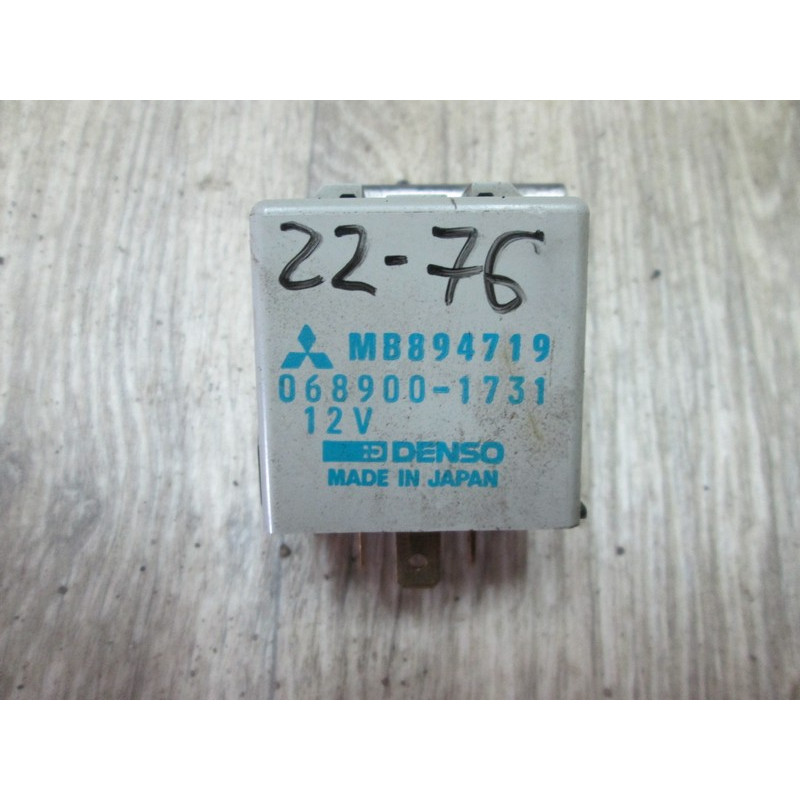 22-76
MB894719
068900-1731
12V
DENSO
MADE IN JAPAN